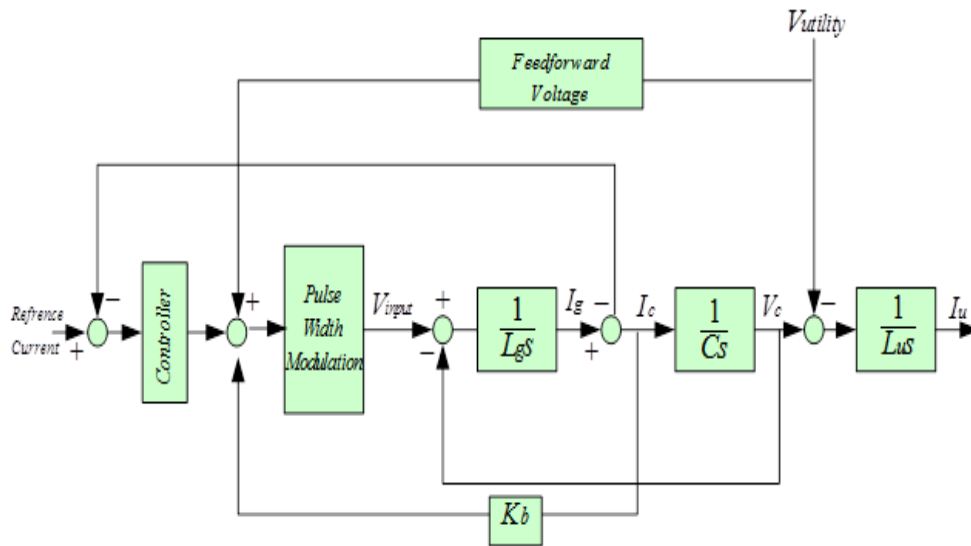 Vutility
Feedforward
Voltage
Refrence
Current
+
−
Controller
+
Pulse
Width
Modulation
Vinput
+
−
1
Lgs
Ig
−
+
Ic
1
Cs
Vc
−
1
Lus
Iu
Kb